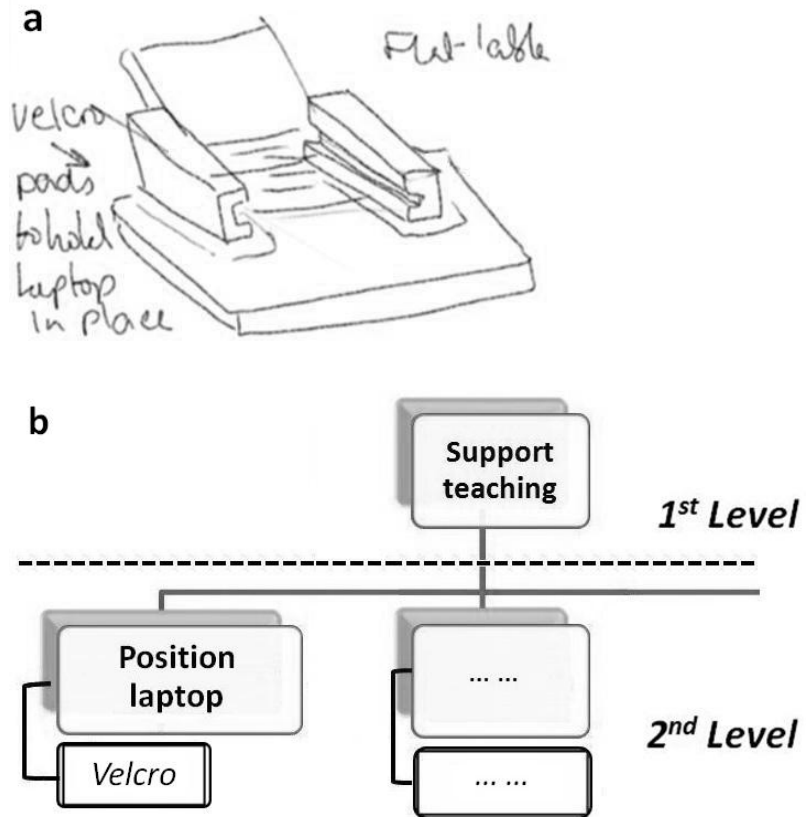 a
Flat-table
velcro
pads
to hold
laptop
in place
b
Support
teaching
1st Level
Position
laptop
... ...
2nd Level
Velcro
... ...